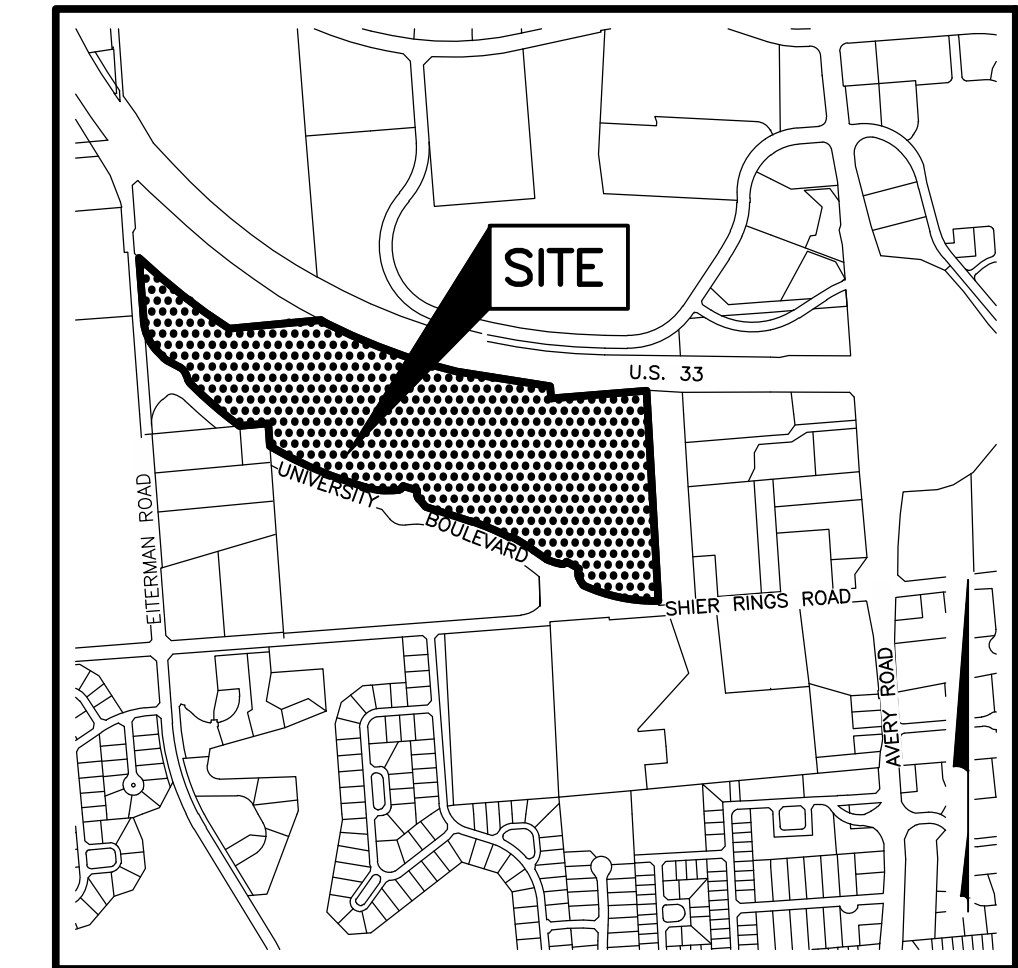 SITE
U.S. 33
UNIVERSITY
BOULEVARD
EITERMAN ROAD
SHIER RINGS ROAD
AVERY ROAD